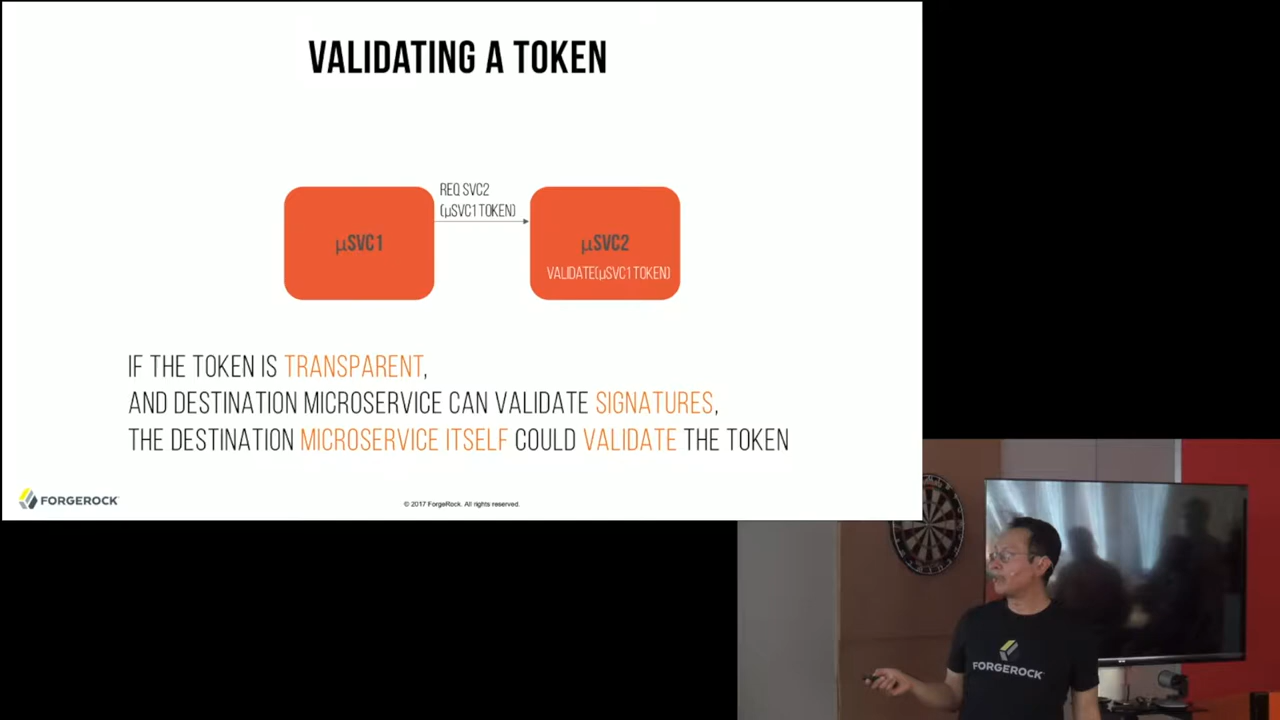 VALIDATING A TOKEN
REQ SVC2
(µSVC1 TOKEN)
µSVC1
µSVC2
VALIDATE(µSVC1 TOKEN)
IF THE TOKEN IS TRANSPARENT,
AND DESTINATION MICROSERVICE CAN VALIDATE SIGNATURES,
THE DESTINATION MICROSERVICE ITSELF COULD VALIDATE THE TOKEN
FORGEROCK
© 2017 ForgeRock. All rights reserved.
FORGEROCK